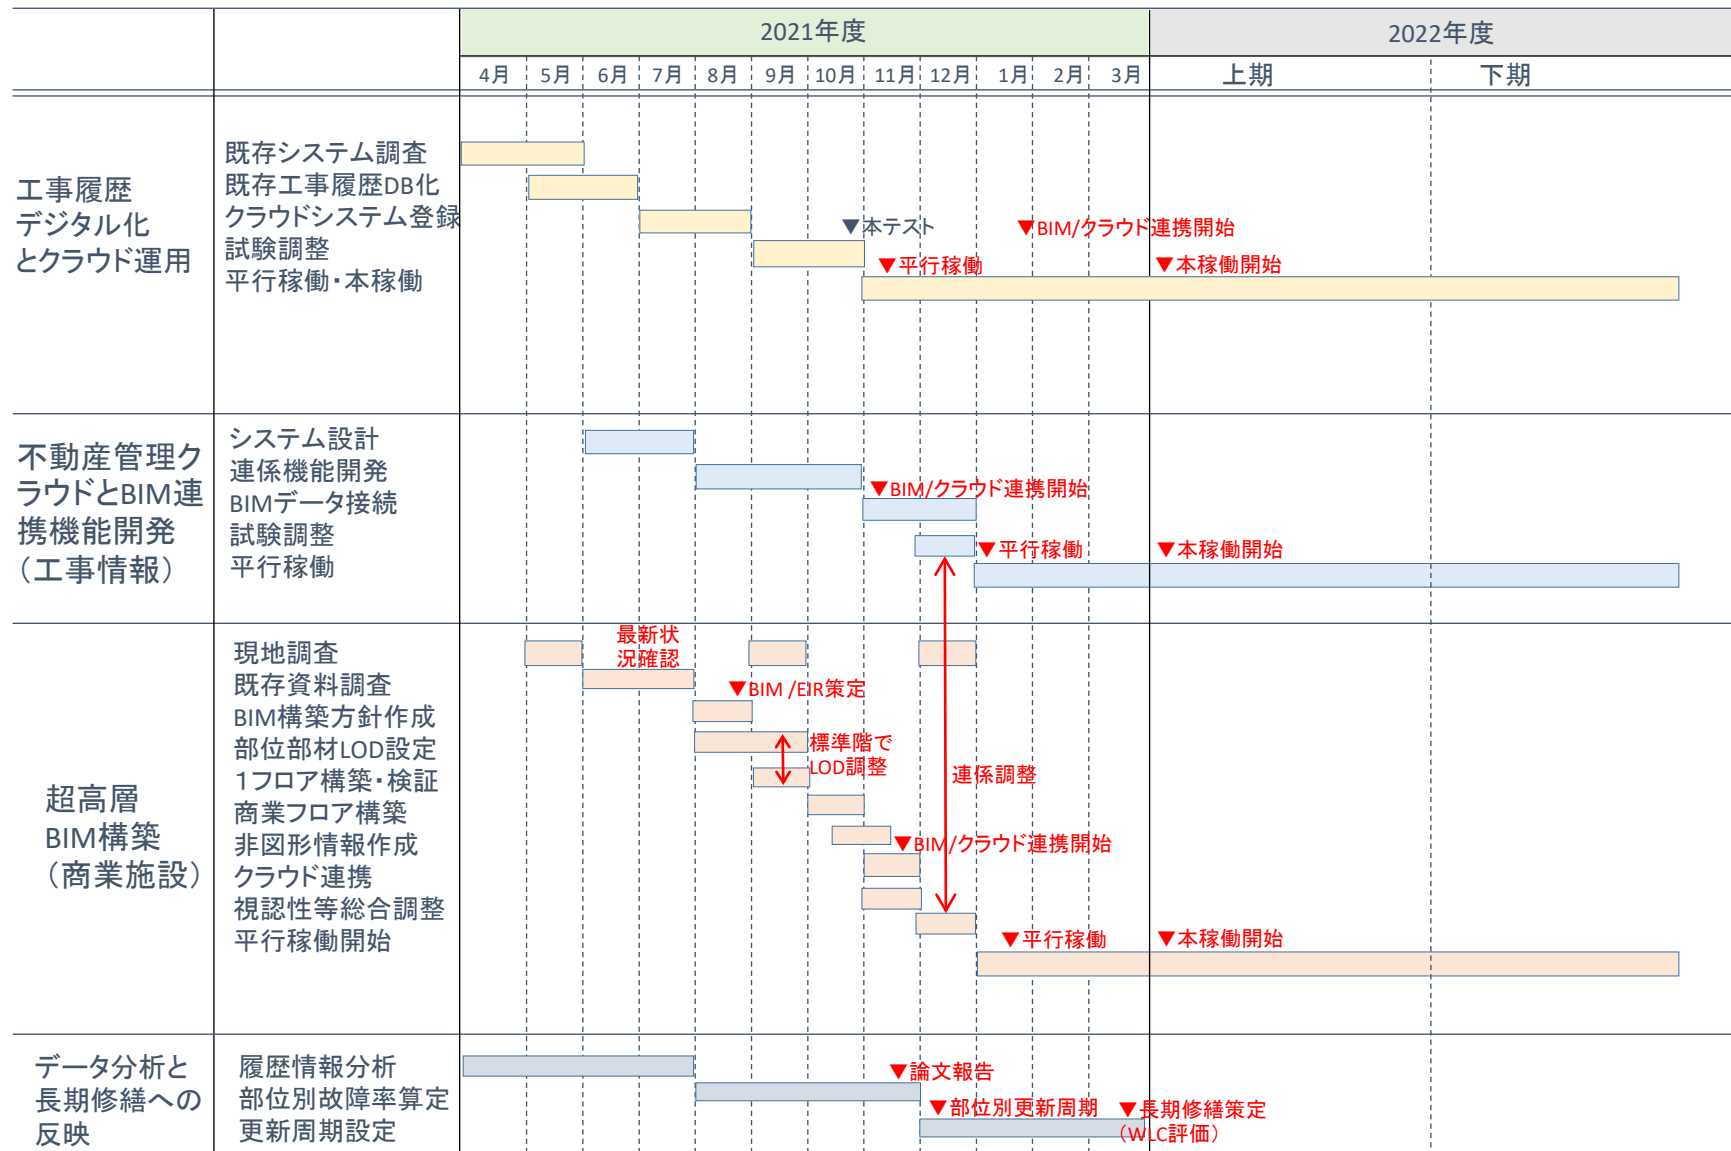 2021年度
2022年度
4月
5月
6月
7月
8月
9月
10月
11月
12月
1月
2月
3月
上期
下期
工事履歴
デジタル化
とクラウド運用
既存システム調査
既存工事履歴DB化
クラウドシステム登録
試験調整
平行稼働・本稼働
▼本テスト
▼BIM/クラウド連携開始
▼平行稼働
▼本稼働開始
不動産管理ク
ラウドとBIM連
携機能開発
（工事情報）
システム設計
連係機能開発
BIMデータ接続
試験調整
平行稼働
▼BIM/クラウド連携開始
▼平行稼働
▼本稼働開始
超高層
BIM構築
（商業施設）
現地調査
既存資料調査
BIM構築方針作成
部位部材LOD設定
１フロア構築・検証
商業フロア構築
非図形情報作成
クラウド連携
視認性等総合調整
平行稼働開始
最新状
況確認
▼BIM /EIR策定
標準階で
LOD調整
連係調整
▼BIM/クラウド連携開始
▼平行稼働
▼本稼働開始
データ分析と
長期修繕への
反映
履歴情報分析
部位別故障率算定
更新周期設定
▼論文報告
▼部位別更新周期
▼長期修繕策定
（WLC評価）